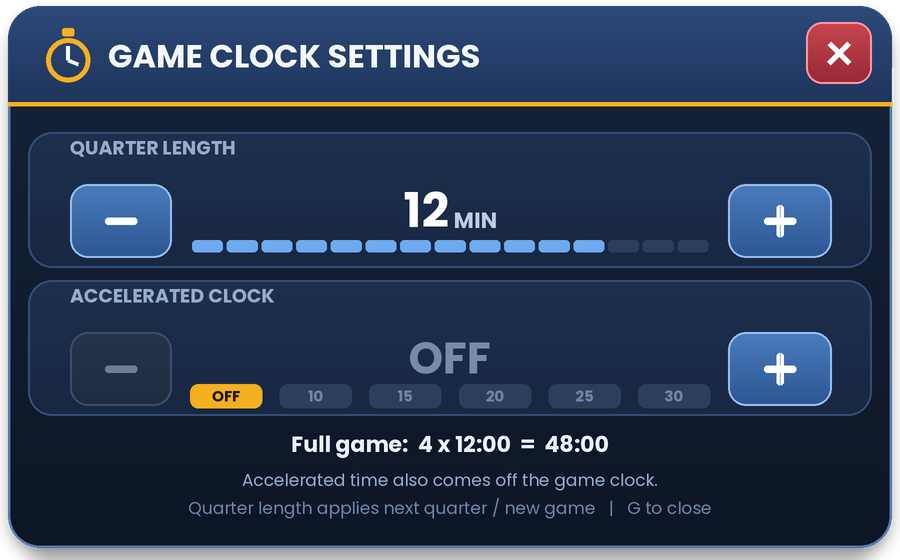 GAME CLOCK SETTINGS
QUARTER LENGTH
12 MIN
ACCELERATED CLOCK
OFF
OFF 10 15 20 25 30
Full game: 4 x 12:00 = 48:00
Accelerated time also comes off the game clock.
Quarter length applies next quarter / new game | G to close